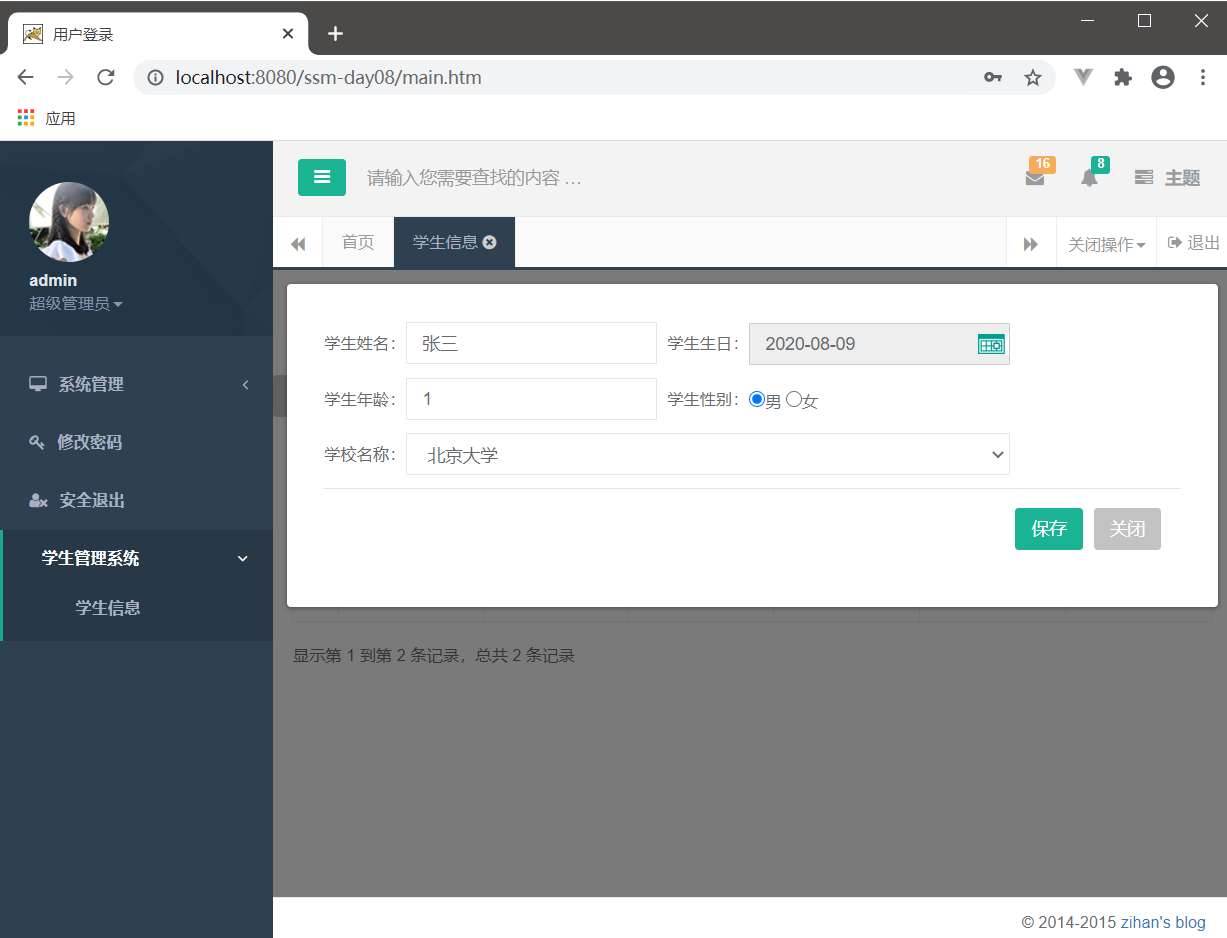 用户登录
localhost:8080/ssm-day08/main.htm
应用
admin
超级管理员
系统管理
修改密码
安全退出
学生管理系统
学生信息
请输入您需要查找的内容 …
16
8
主题
首页
学生信息
关闭操作
退出
学生姓名：
张三
学生生日：
2020-08-09
学生年龄：
1
学生性别：
男 女
学校名称：
北京大学
保存
关闭
显示第 1 到第 2 条记录，总共 2 条记录
© 2014-2015 zihan's blog